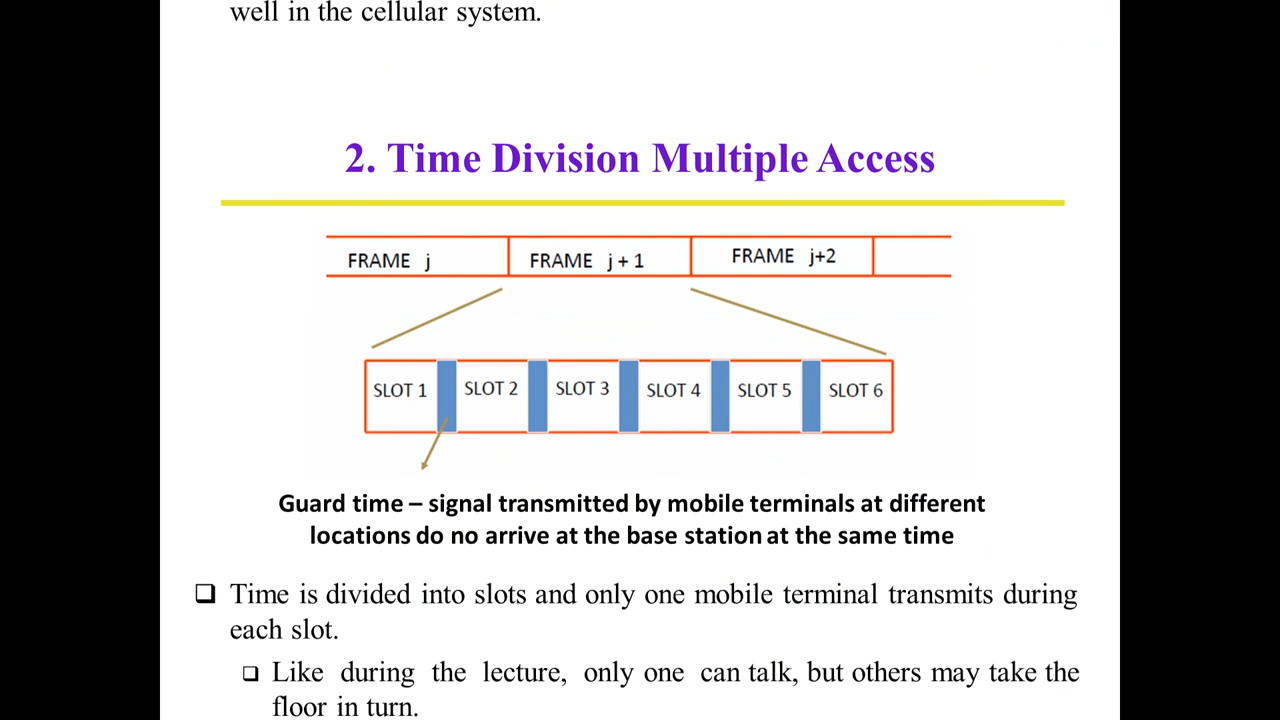 well in the cellular system.
2. Time Division Multiple Access
FRAME j
FRAME j + 1
FRAME j+2
SLOT 1
SLOT 2
SLOT 3
SLOT 4
SLOT 5
SLOT 6
Guard time – signal transmitted by mobile terminals at different
locations do no arrive at the base station at the same time
Time is divided into slots and only one mobile terminal transmits during
each slot.
Like during the lecture, only one can talk, but others may take the
floor in turn.